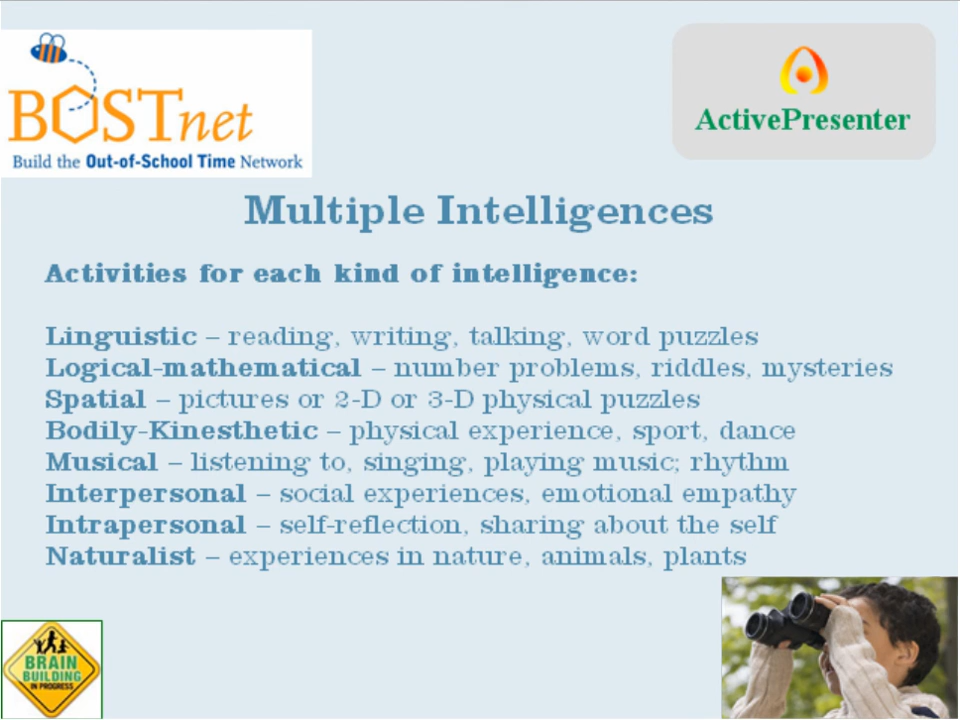 BOSTnet
Build the Out-of-School Time Network
ActivePresenter
Multiple Intelligences
Activities for each kind of intelligence:
Linguistic – reading, writing, talking, word puzzles
Logical-mathematical – number problems, riddles, mysteries
Spatial – pictures or 2-D or 3-D physical puzzles
Bodily-Kinesthetic – physical experience, sport, dance
Musical – listening to, singing, playing music; rhythm
Interpersonal – social experiences, emotional empathy
Intrapersonal – self-reflection, sharing about the self
Naturalist – experiences in nature, animals, plants
BRAIN
BUILDING
IN PROGRESS